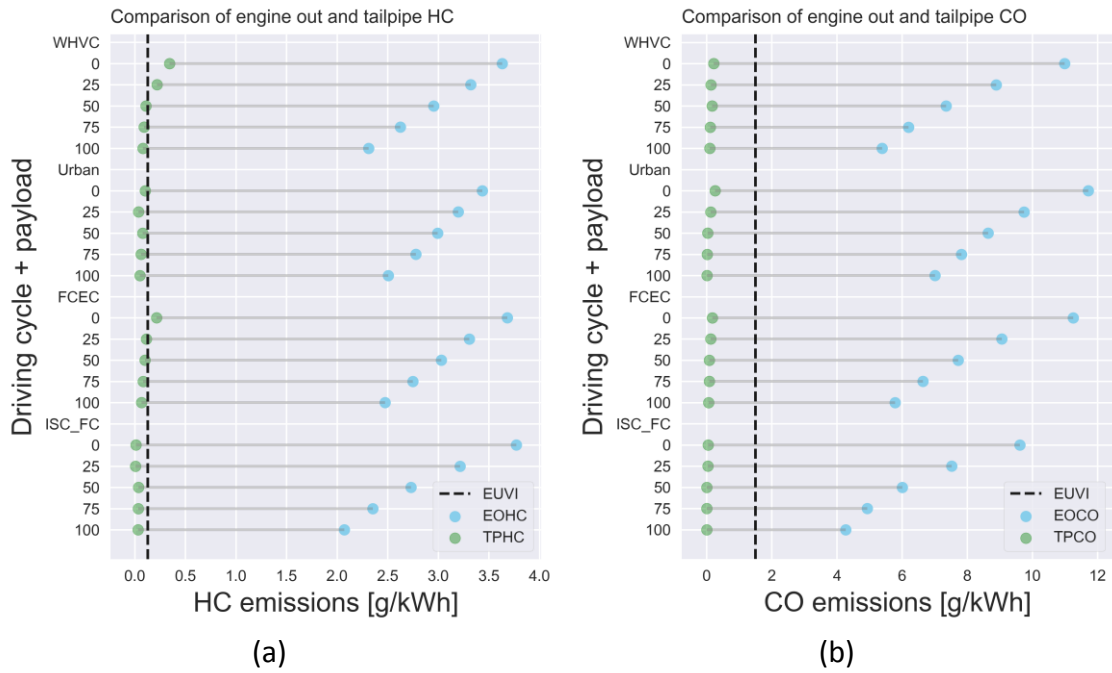 Comparison of engine out and tailpipe HC
Driving cycle + payload
WHVC
0
25
50
75
100
Urban
0
25
50
75
100
FCEC
0
25
50
75
100
ISC_FC
0
25
50
75
100
EUVI
EOHC
TPHC
0.0 0.5 1.0 1.5 2.0 2.5 3.0 3.5 4.0
HC emissions [g/kWh]
(a)
Comparison of engine out and tailpipe CO
Driving cycle + payload
WHVC
0
25
50
75
100
Urban
0
25
50
75
100
FCEC
0
25
50
75
100
ISC_FC
0
25
50
75
100
EUVI
EOCO
TPCO
0 2 4 6 8 10 12
CO emissions [g/kWh]
(b)